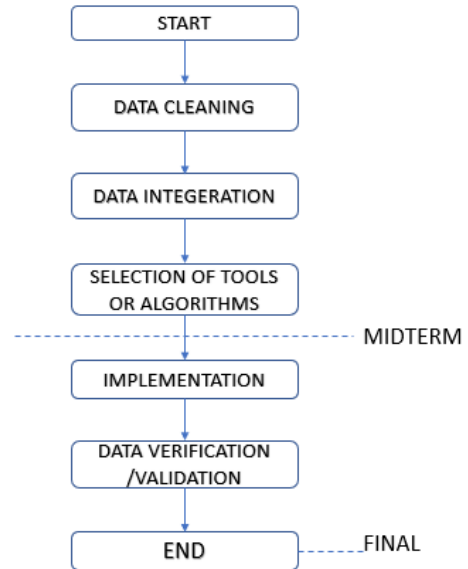 START
DATA CLEANING
DATA INTEGERATION
SELECTION OF TOOLS
OR ALGORITHMS
MIDTERM
IMPLEMENTATION
DATA VERIFICATION
/VALIDATION
END
FINAL